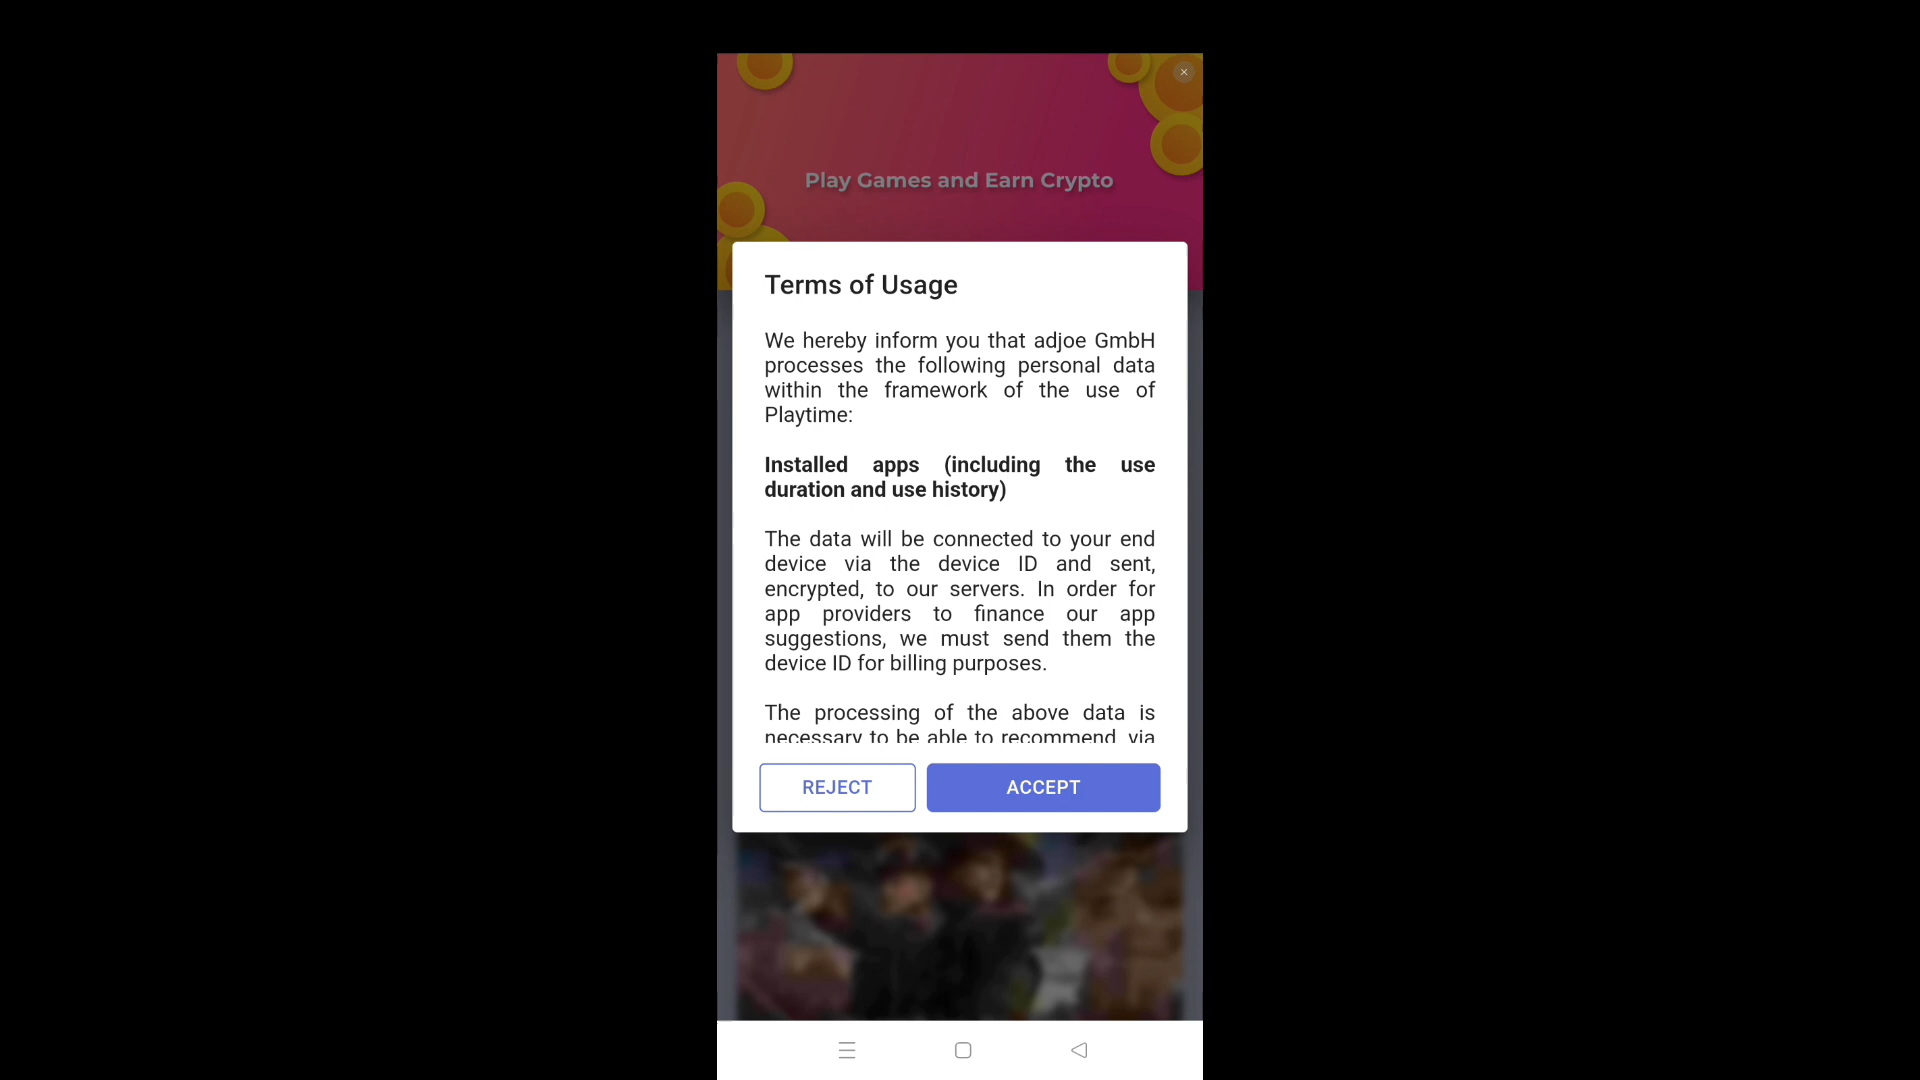 Play Games and Earn Crypto
Terms of Usage
We hereby inform you that adjoe GmbH
processes the following personal data
within the framework of the use of
Playtime:
Installed apps (including the use
duration and use history)
The data will be connected to your end
device via the device ID and sent,
encrypted, to our servers. In order for
app providers to finance our app
suggestions, we must send them the
device ID for billing purposes.
The processing of the above data is
necessary to be able to recommend, via
REJECT
ACCEPT